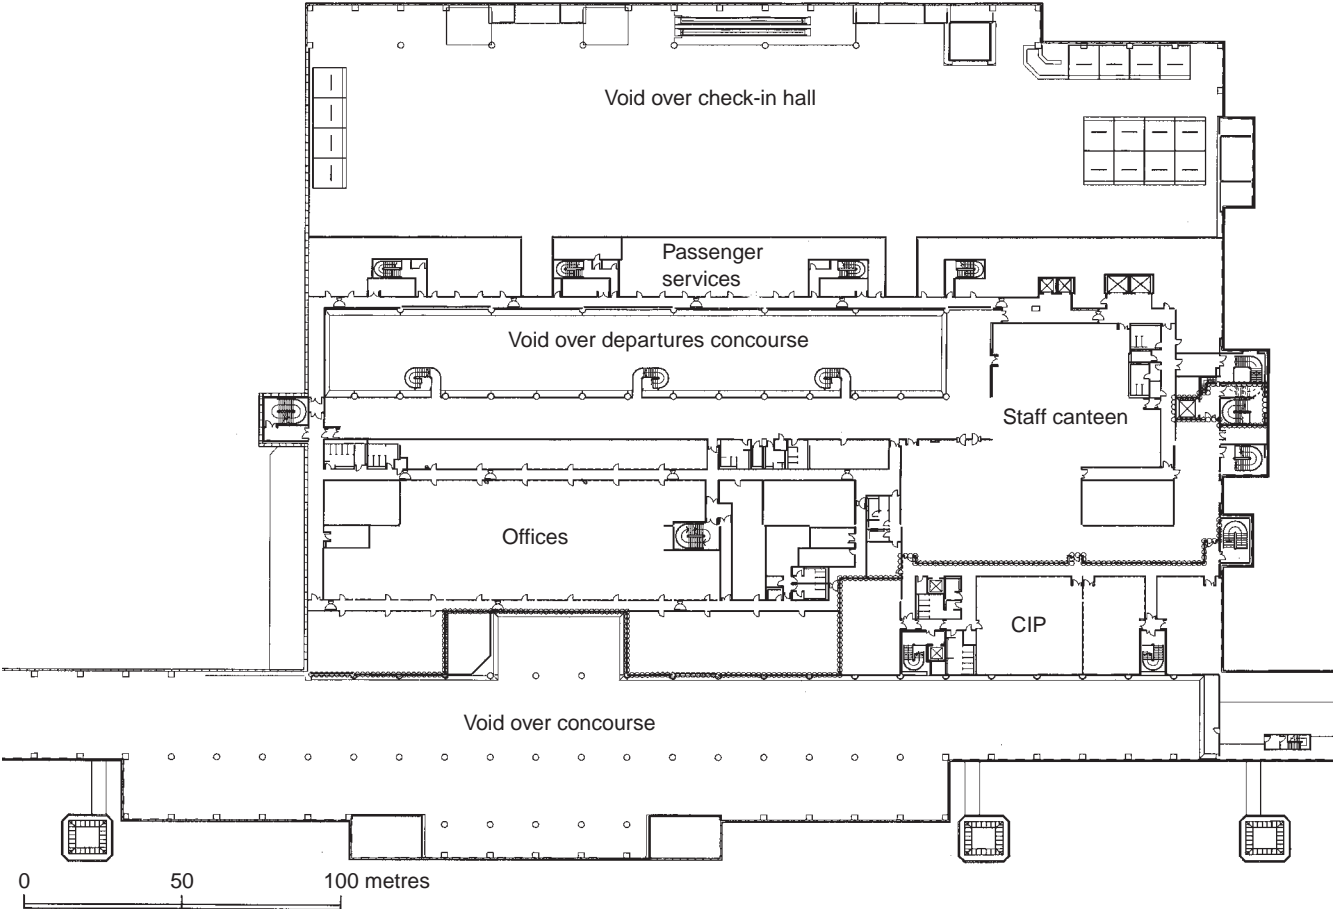 Void over check-in hall
Passenger
services
Void over departures concourse
Staff canteen
Offices
CIP
Void over concourse
0 50 100 metres